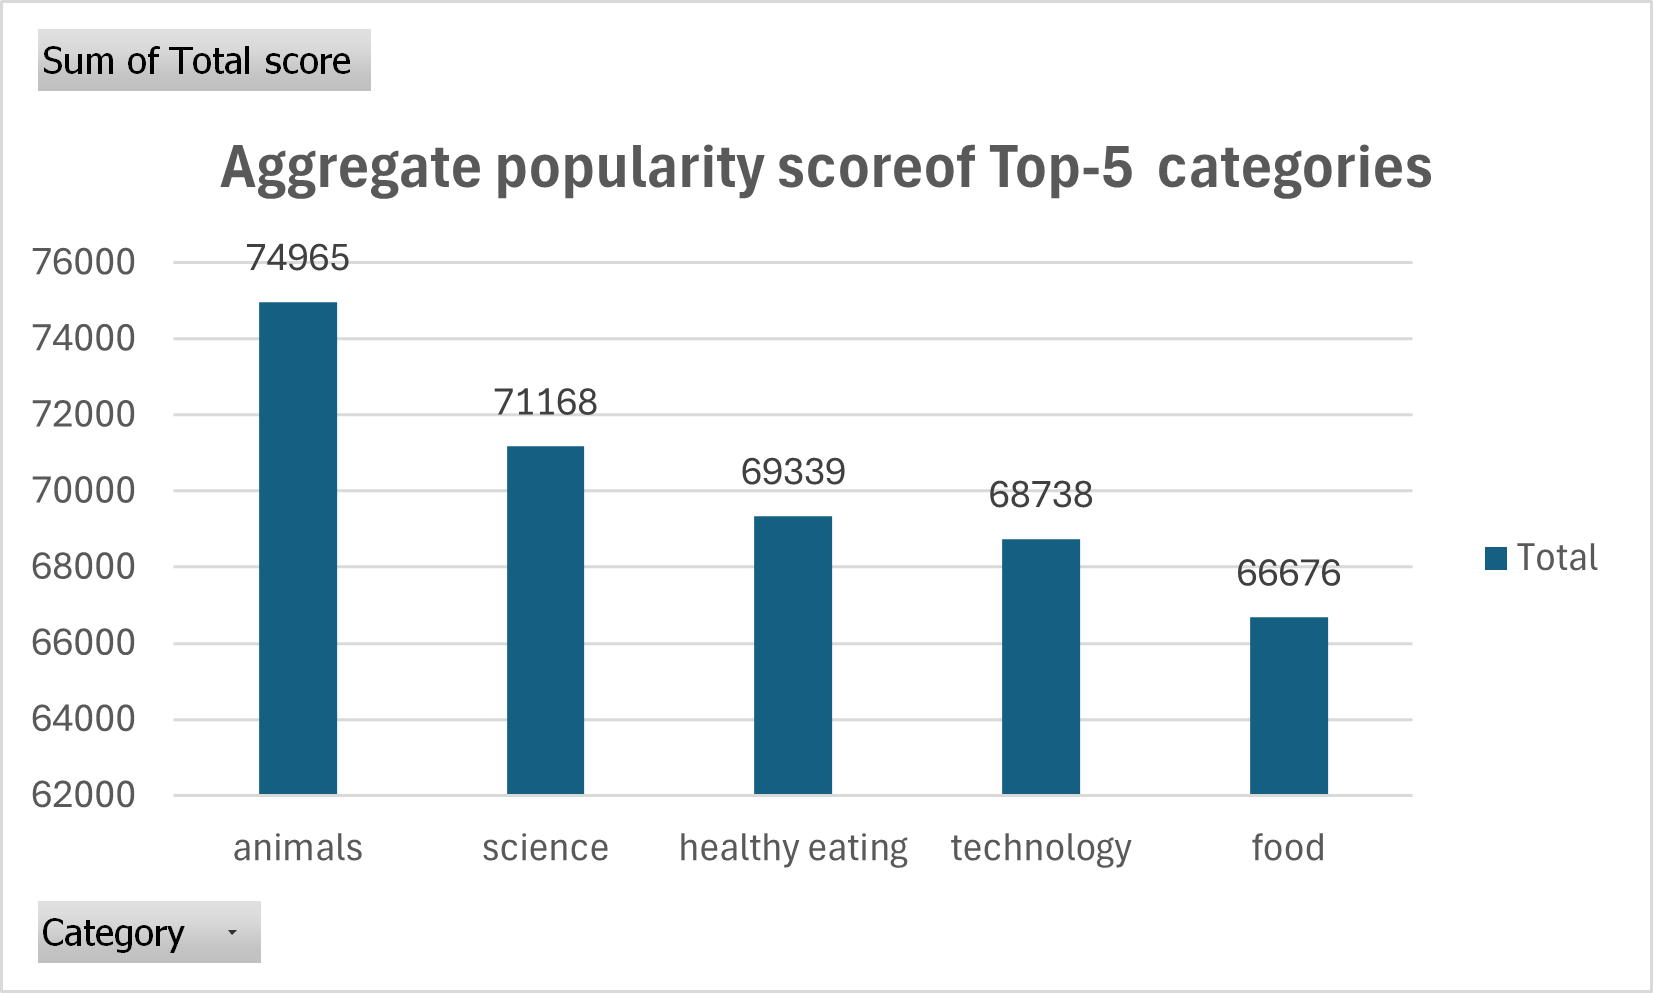 Sum of Total score
Aggregate popularity scoreof Top-5 categories
76000
74000
72000
70000
68000
66000
64000
62000
74965
71168
69339
68738
66676
animals
science
healthy eating
technology
food
Total
Category